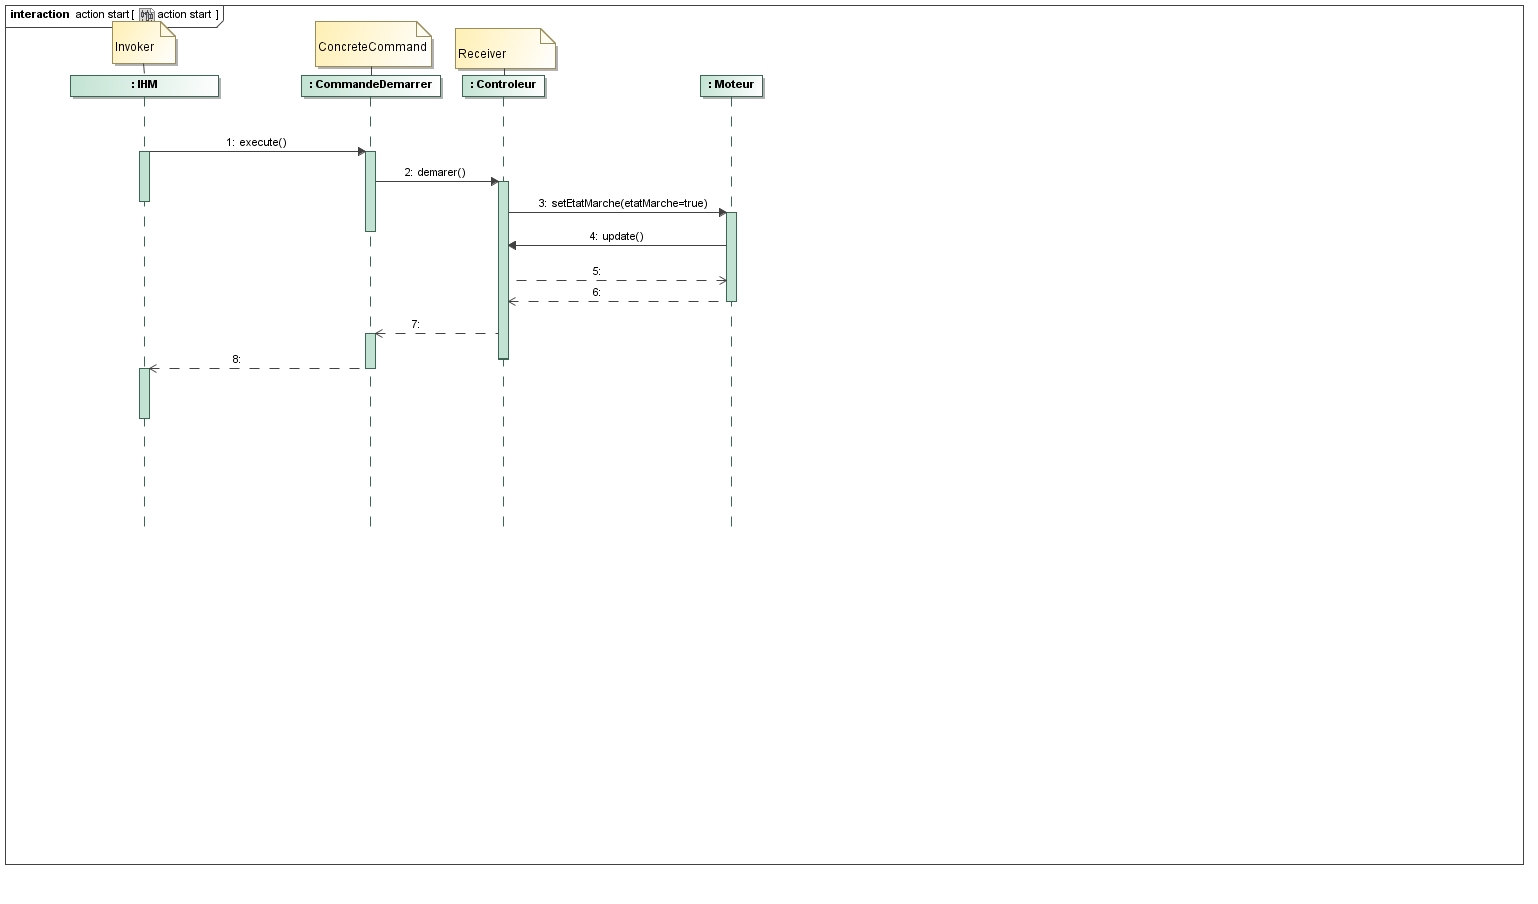 interaction action start [ action start ]
Invoker
ConcreteCommand
Receiver
: IHM
: CommandeDemarrer
: Controleur
: Moteur
1: execute()
2: demarer()
3: setEtatMarche(etatMarche=true)
4: update()
5:
6:
7:
8: